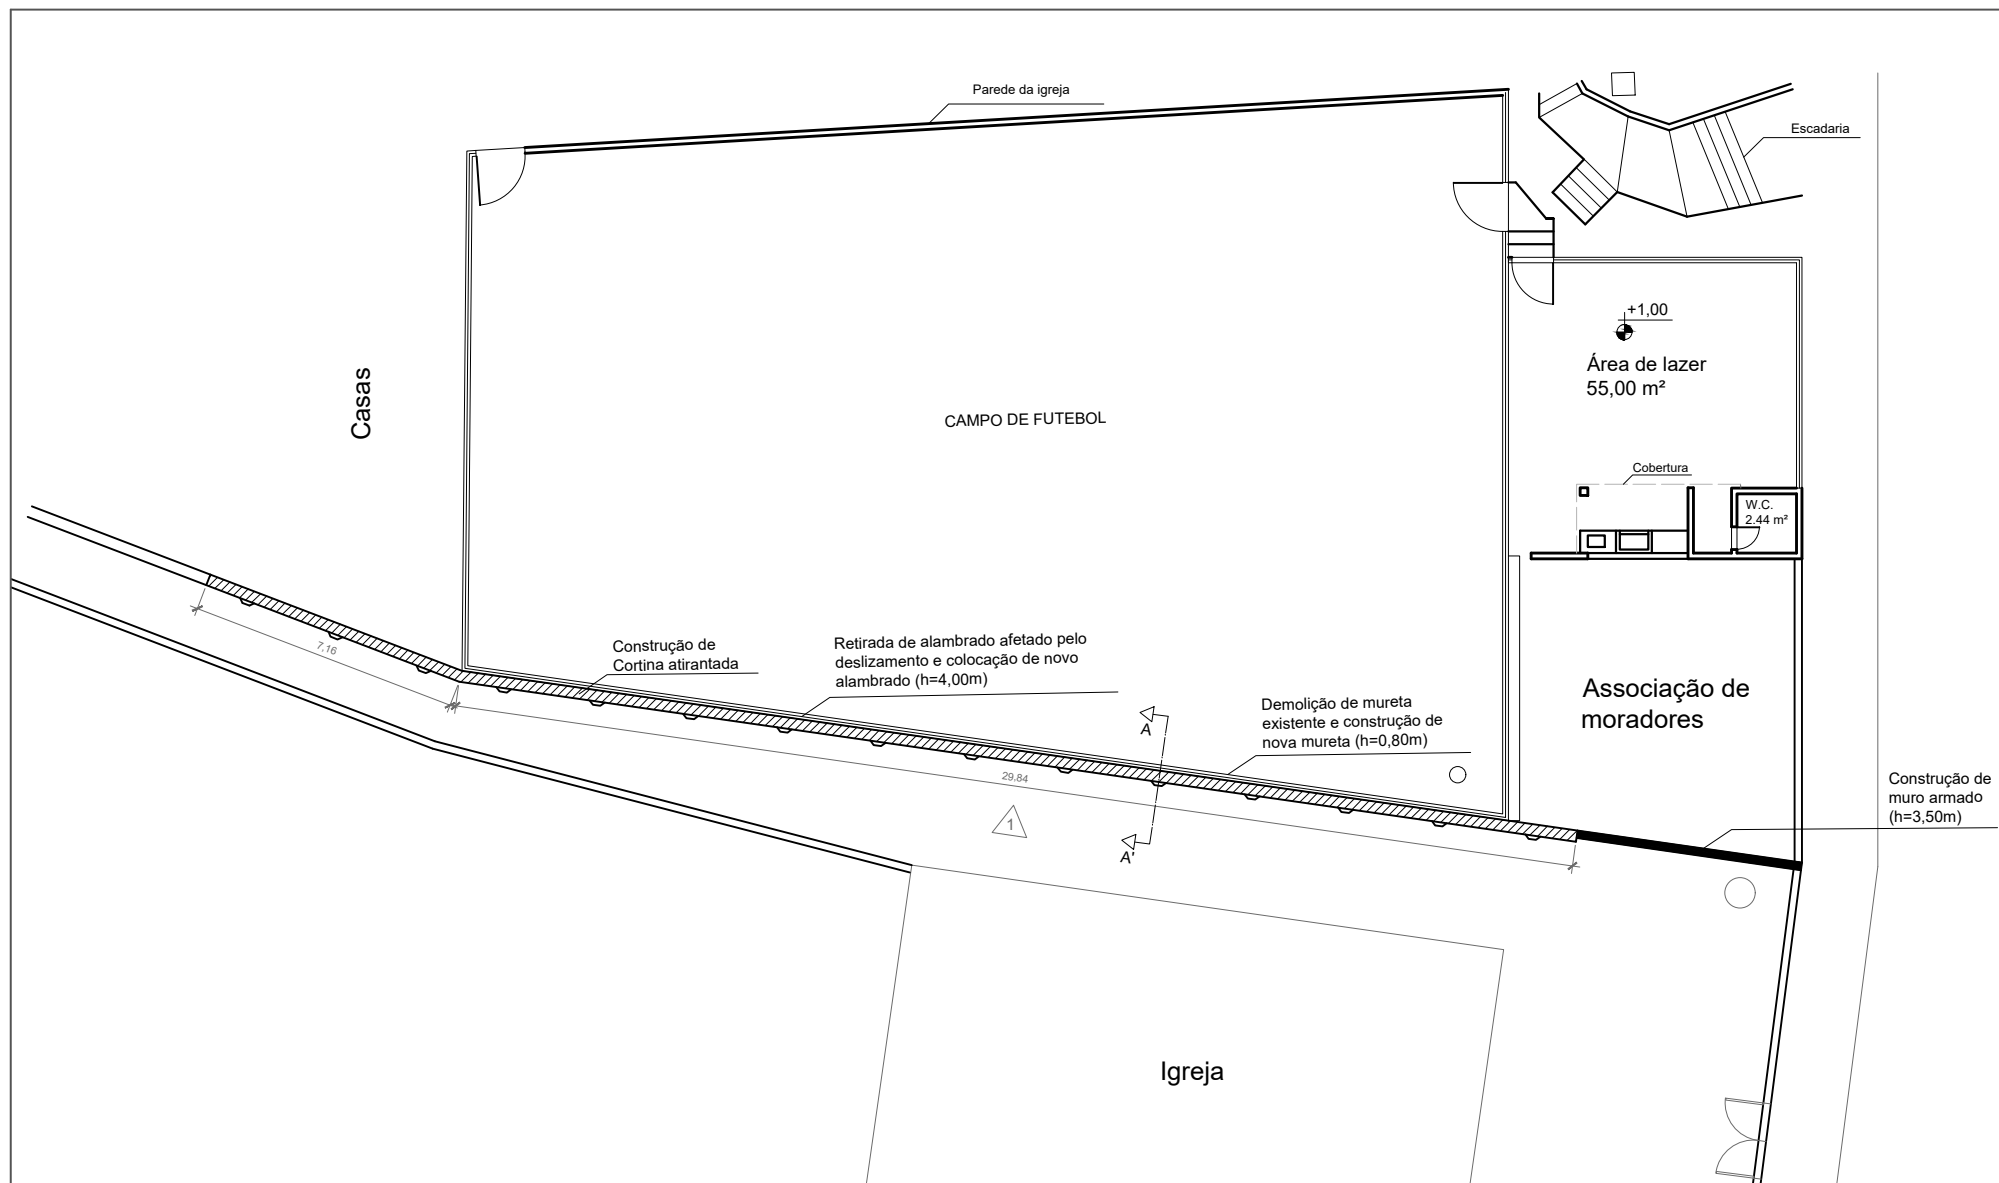 Parede da igreja
Escadaria
+1,00
Área de lazer
55,00 m²
Casas
CAMPO DE FUTEBOL
Cobertura
W.C.
2.44 m²
7,16
Construção de
Cortina atirantada
Retirada de alambrado afetado pelo
deslizamento e colocação de novo
alambrado (h=4,00m)
Demolição de mureta
existente e construção de
nova mureta (h=0,80m)
A
Associação de
moradores
29,84
1
A'
Construção de
muro armado
(h=3,50m)
Igreja